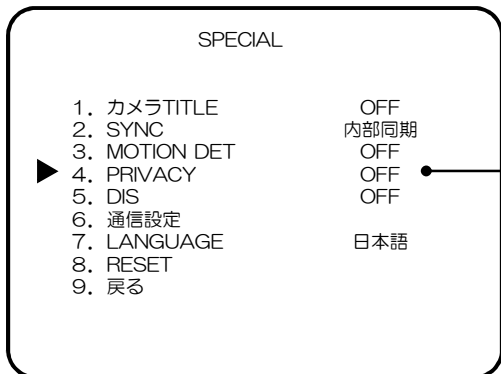 SPECIAL
1. カメラTITLE OFF
2. SYNC 内部同期
3. MOTION DET OFF
4. PRIVACY OFF
5. DIS OFF
6. 通信設定
7. LANGUAGE 日本語
8. RESET
9. 戻る